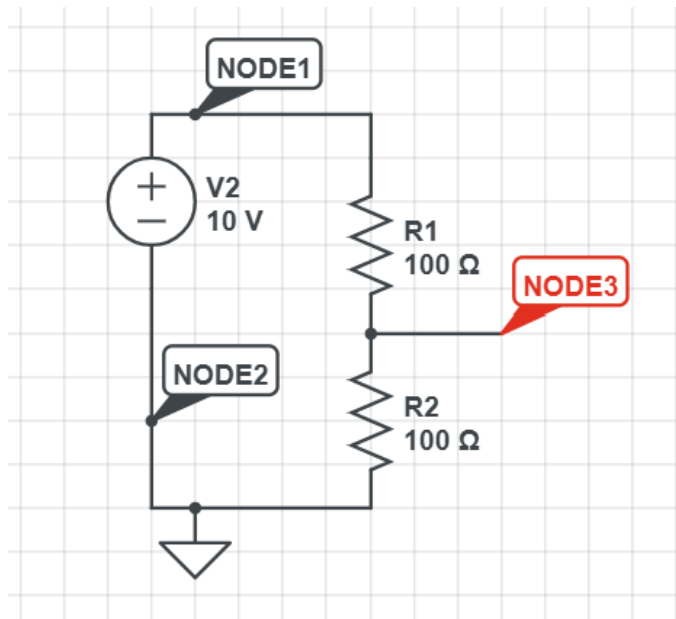 NODE1
+
−
V2
10 V
R1
100 Ω
NODE3
NODE2
R2
100 Ω